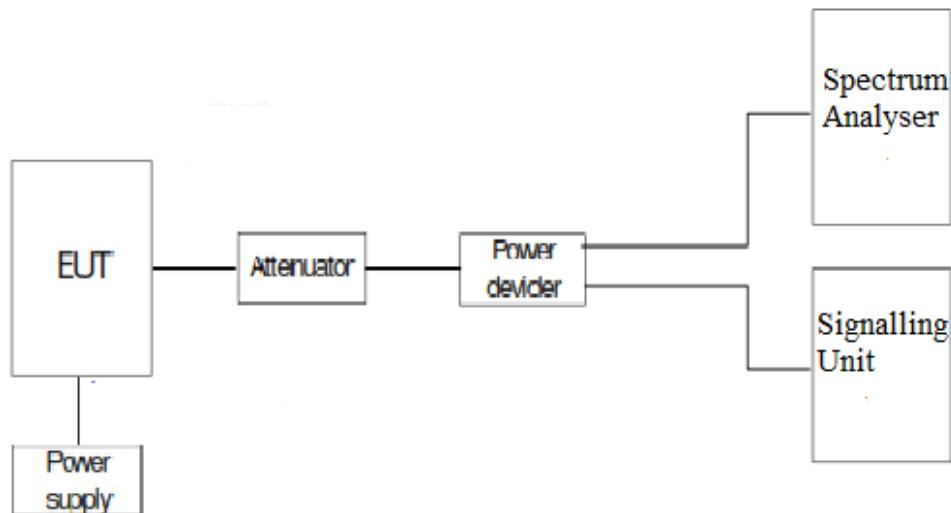 Spectrum
Analyser
EUT
Attenuator
Power
devider
Signalling
Unit
Power
supply